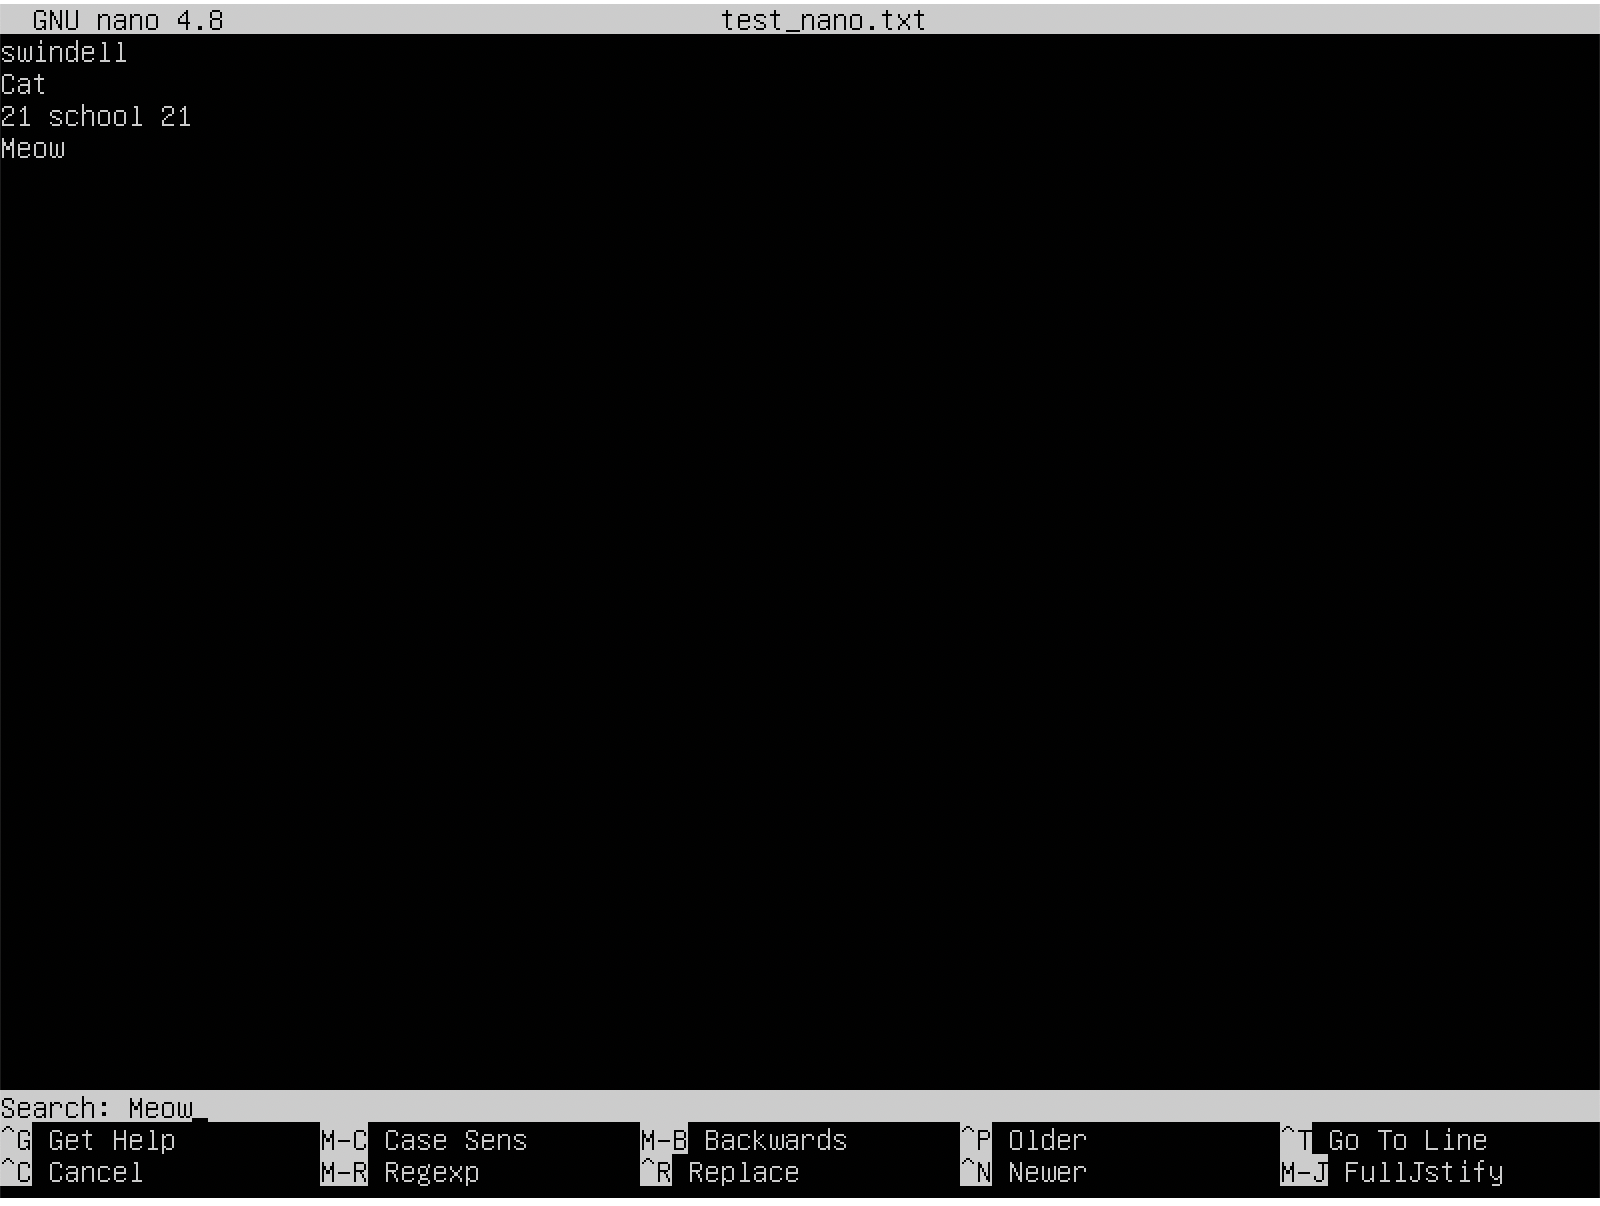 GNU nano 4.8 test_nano.txt
swindell
Cat
21 school 21
Meow
Search: Meow_
^G Get Help M-C Case Sens M-B Backwards ^P Older ^T Go To Line
^C Cancel M-R Regexp ^R Replace ^N Newer M-J FullJstify